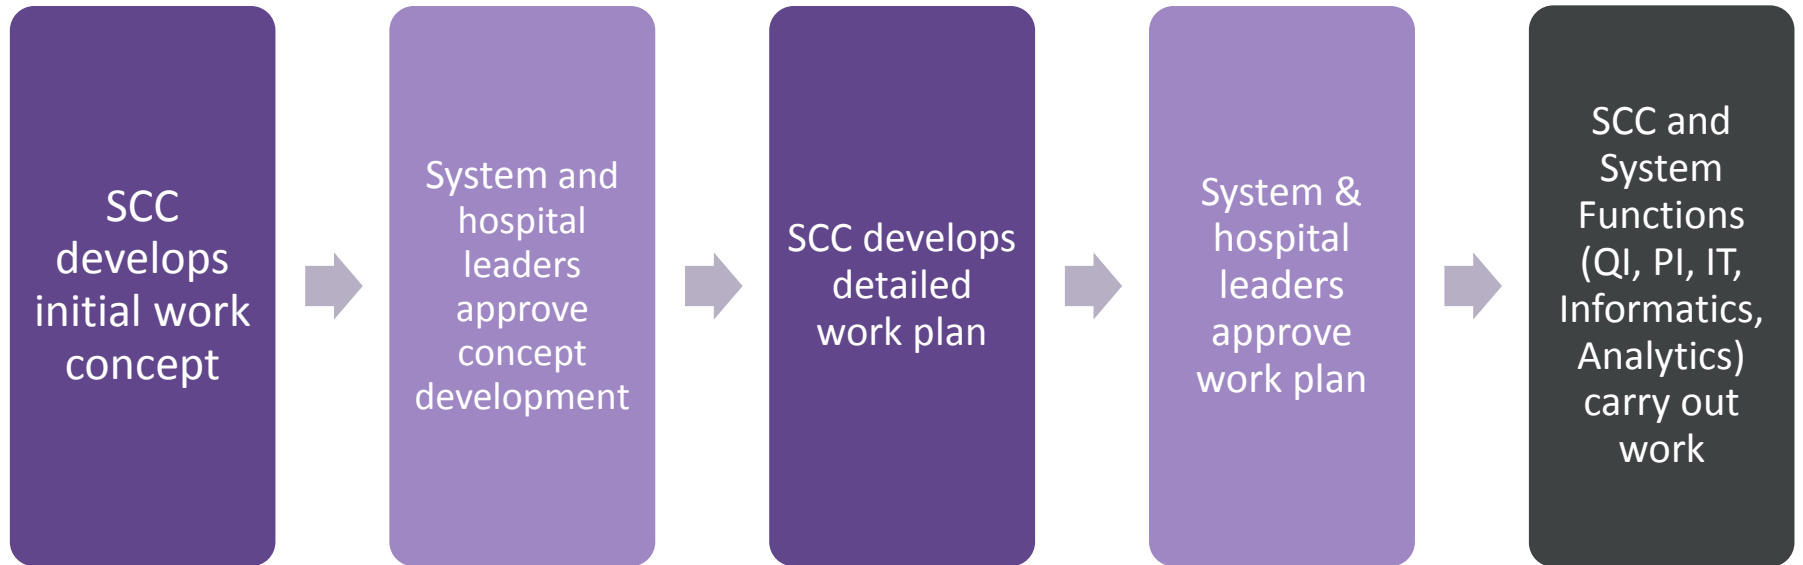 SCC
develops
initial work
concept
System and
hospital
leaders
approve
concept
development
SCC develops
detailed
work plan
System &
hospital
leaders
approve
work plan
SCC and
System
Functions
(QI, PI, IT,
Informatics,
Analytics)
carry out
work